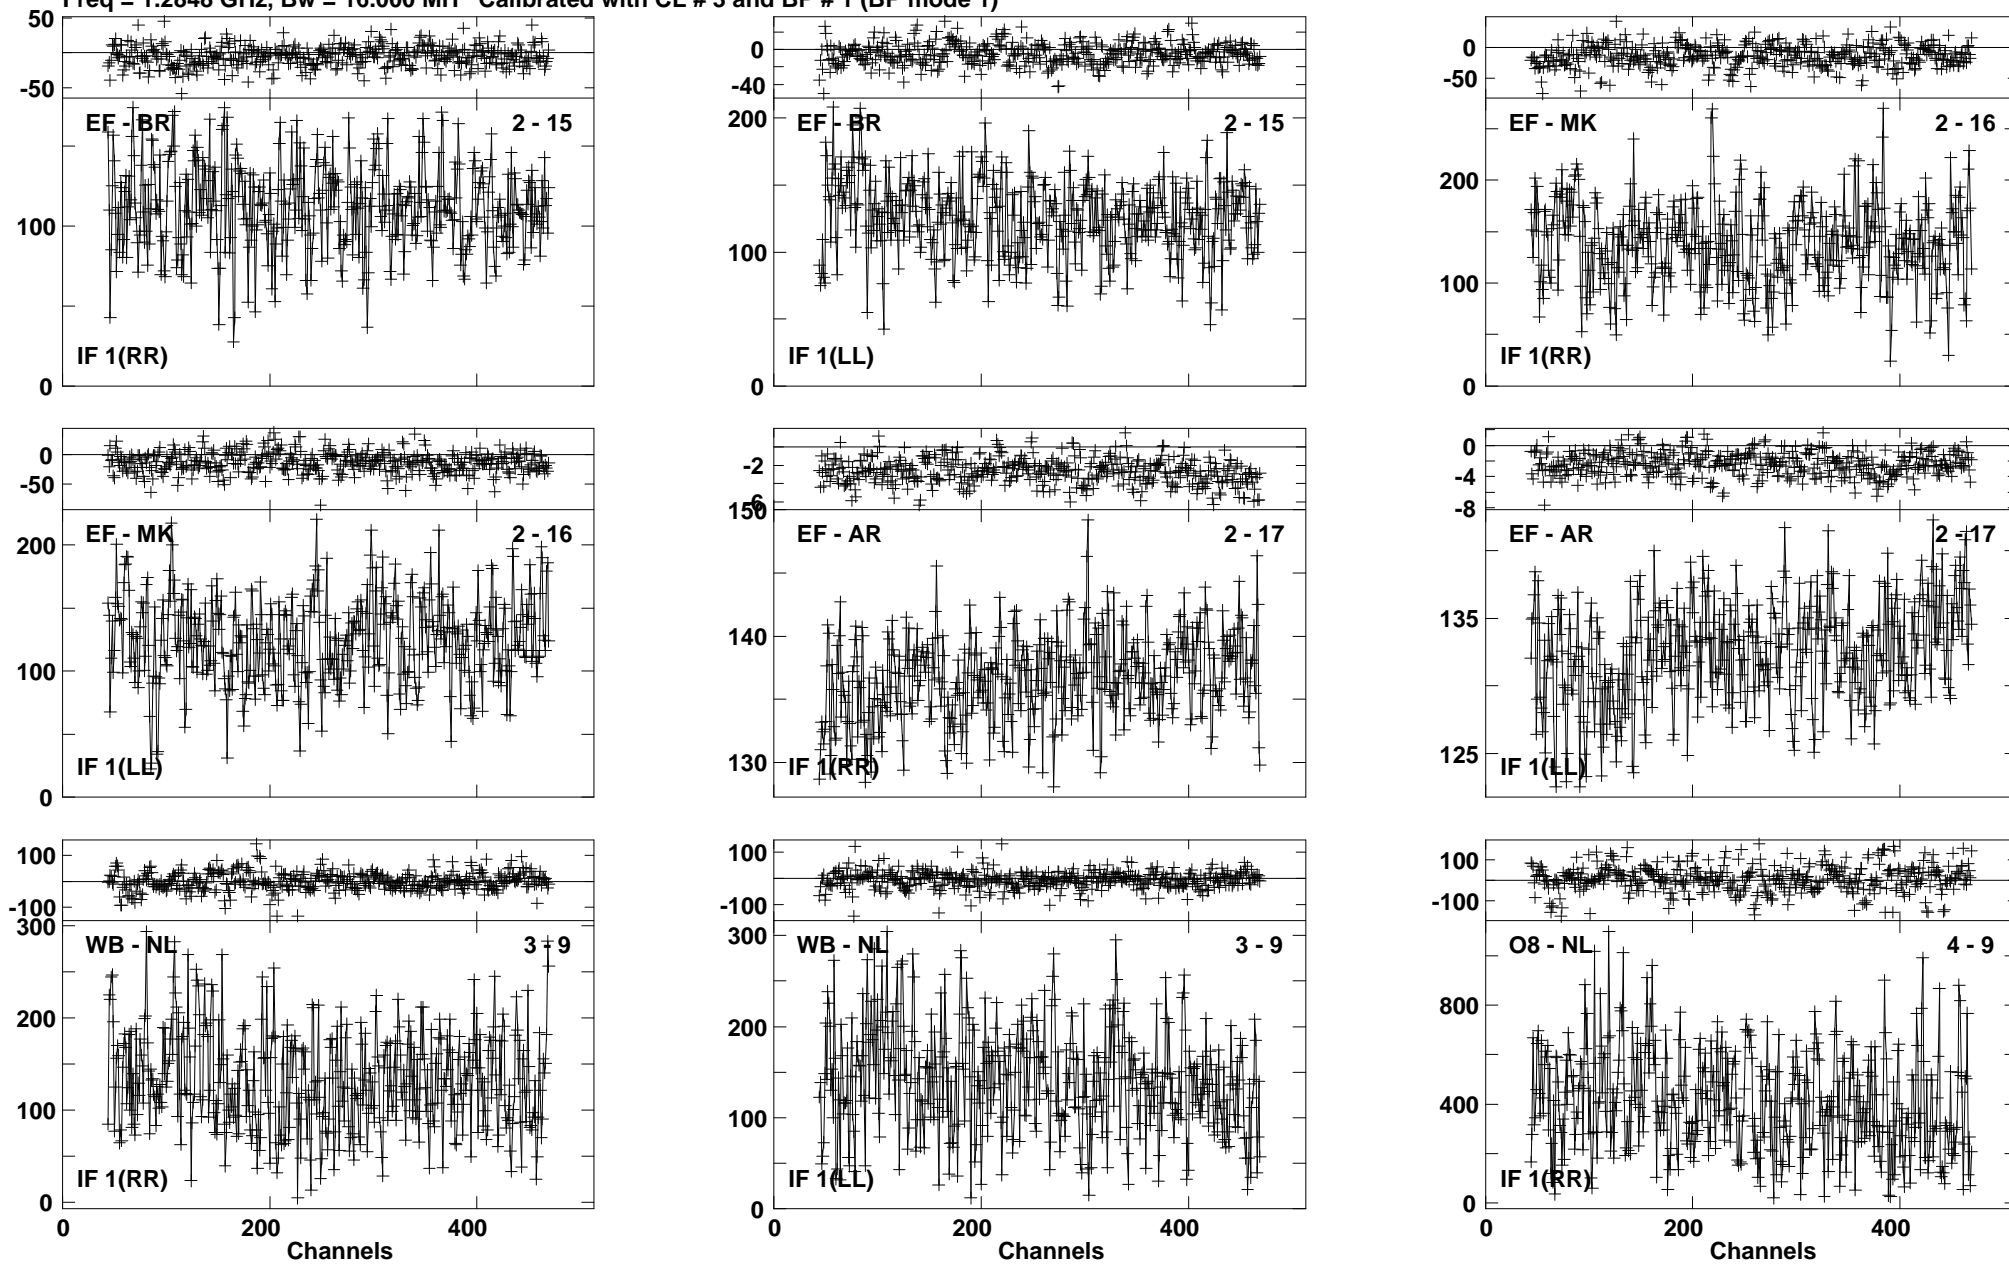 Freq = 1.2848 GHz, Bw = 16.000 MH Calibrated with CL # 3 and BP # 1 (BP mode 1)
50
-50
EF - BR 2 - 15
100
IF 1(RR)
0
0
-40
200
EF - BR 2 - 15
100
IF 1(LL)
0
0
-50
EF - MK 2 - 16
200
100
IF 1(RR)
0
0
-50
EF - MK 2 - 16
200
100
IF 1(LL)
0
-2
-6
150
EF - AR 2 - 17
140
130
IF 1(RR)
0
-4
-8
EF - AR 2 - 17
135
125
IF 1(LL)
100
-100
300
WB - NL 3 - 9
200
100
IF 1(RR)
0
0 200 400
Channels
100
-100
300
WB - NL 3 - 9
200
100
IF 1(LL)
0
0 200 400
Channels
100
-100
O8 - NL 4 - 9
800
400
IF 1(RR)
0
0 200 400
Channels